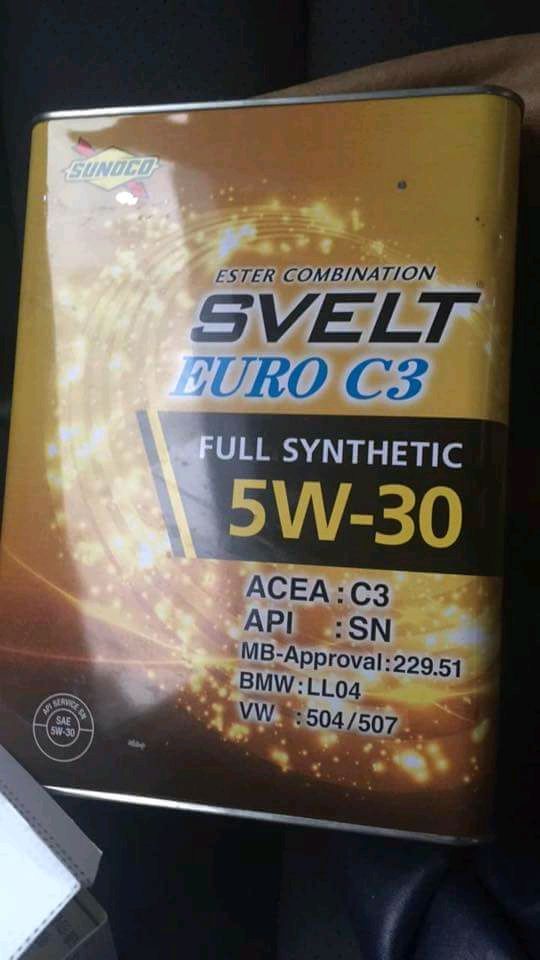 SUNOCO
ESTER COMBINATION
SVELT®
EURO C3
FULL SYNTHETIC
5W-30
ACEA : C3
API : SN
MB-Approval:229.51
BMW:LL04
VW : 504/507
API SERVICE SN
SAE
5W-30